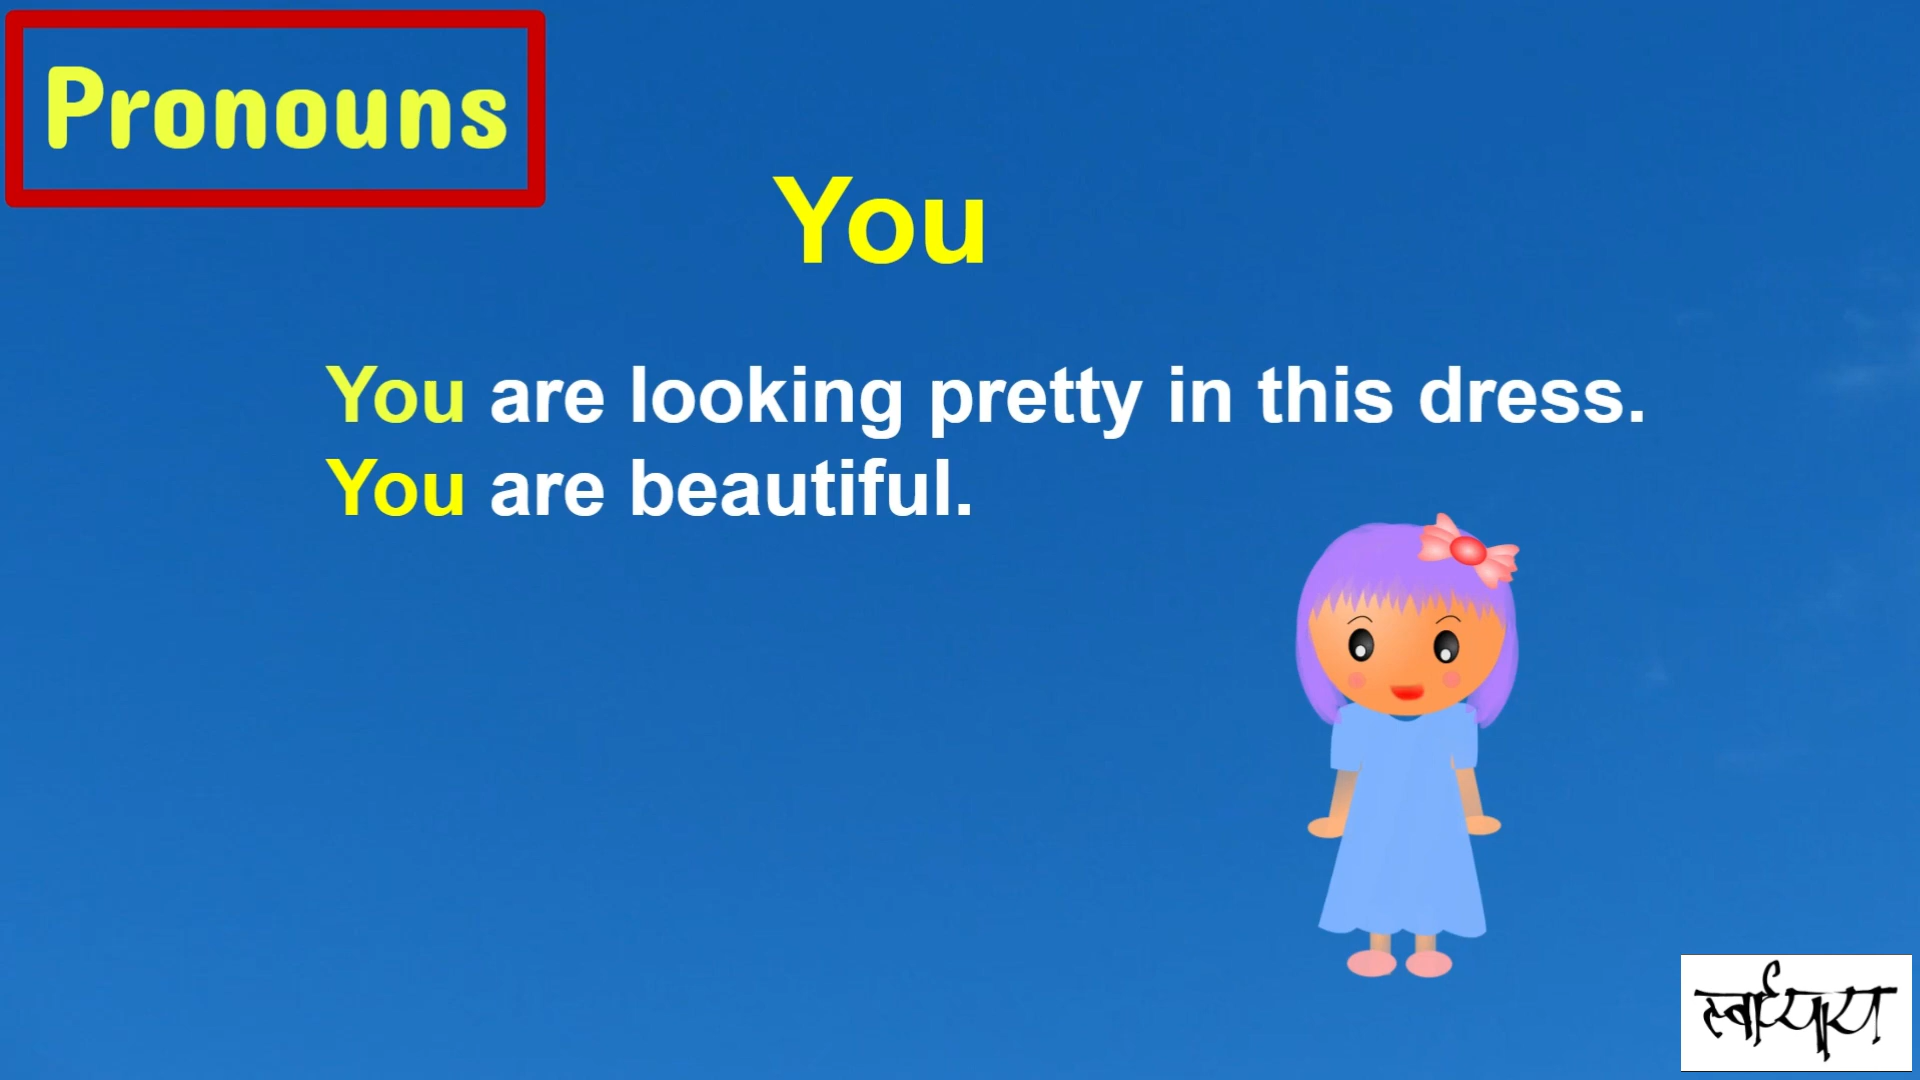 Pronouns
You
You are looking pretty in this dress.
You are beautiful.
स्वाध्याय